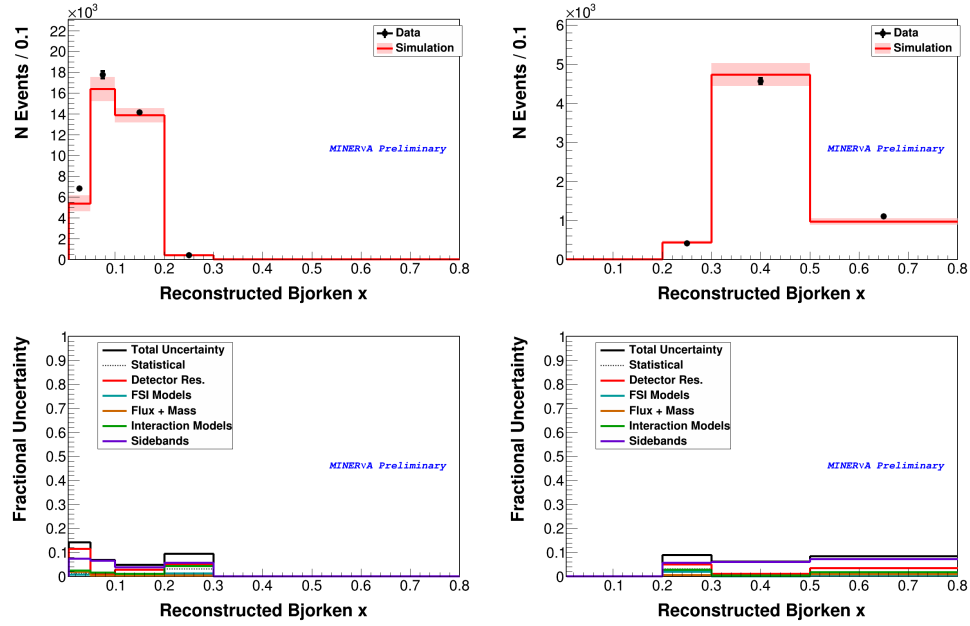 ×10³
N Events / 0.1
22
20
18
16
14
12
10
8
6
4
2
0
Data
Simulation
MINERνA Preliminary
0.1 0.2 0.3 0.4 0.5 0.6 0.7 0.8
Reconstructed Bjorken x
×10³
N Events / 0.1
6
5
4
3
2
1
0
Data
Simulation
MINERνA Preliminary
0.1 0.2 0.3 0.4 0.5 0.6 0.7 0.8
Reconstructed Bjorken x
Fractional Uncertainty
1
0.9
0.8
0.7
0.6
0.5
0.4
0.3
0.2
0.1
0
Total Uncertainty
Statistical
Detector Res.
FSI Models
Flux + Mass
Interaction Models
Sidebands
MINERνA Preliminary
0.1 0.2 0.3 0.4 0.5 0.6 0.7 0.8
Reconstructed Bjorken x
Fractional Uncertainty
1
0.9
0.8
0.7
0.6
0.5
0.4
0.3
0.2
0.1
0
Total Uncertainty
Statistical
Detector Res.
FSI Models
Flux + Mass
Interaction Models
Sidebands
MINERνA Preliminary
0.1 0.2 0.3 0.4 0.5 0.6 0.7 0.8
Reconstructed Bjorken x